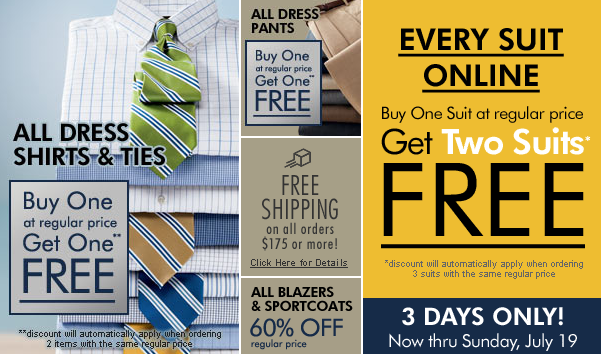 ALL DRESS
SHIRTS & TIES
Buy One
at regular price
Get One**
FREE
**discount will automatically apply when ordering
2 items with the same regular price
ALL DRESS
PANTS
Buy One
at regular price
Get One**
FREE
FREE
SHIPPING
on all orders
$175 or more!
Click Here for Details
ALL BLAZERS
& SPORTCOATS
60% OFF
regular price
EVERY SUIT
ONLINE
Buy One Suit at regular price
Get Two Suits*
FREE
*discount will automatically apply when ordering
3 suits with the same regular price
3 DAYS ONLY!
Now thru Sunday, July 19